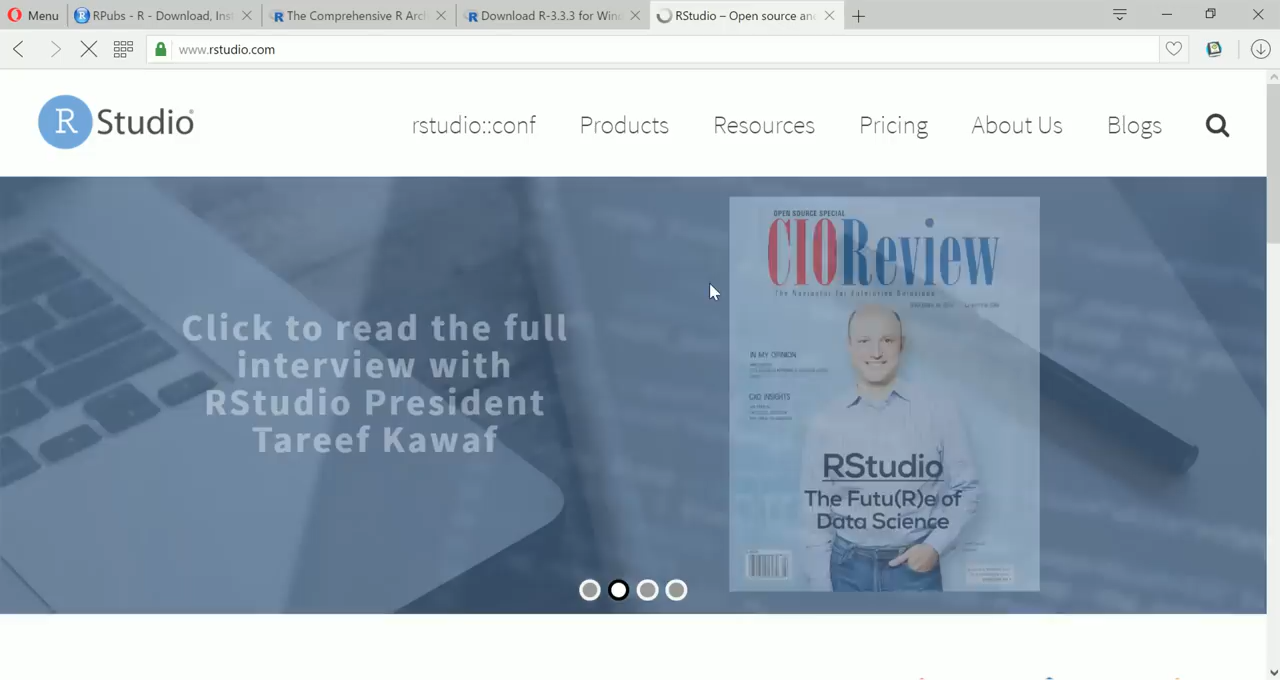 Menu
RPubs - R - Download, Inst
The Comprehensive R Arch
Download R-3.3.3 for Wind
RStudio – Open source an
www.rstudio.com
R Studio
rstudio::conf
Products
Resources
Pricing
About Us
Blogs
Click to read the full
interview with
RStudio President
Tareef Kawaf
OPEN SOURCE SPECIAL
CIOReview
The Navigator for Enterprise Solutions
IN MY OPINION
CXO INSIGHTS
RStudio
The Futu(R)e of
Data Science